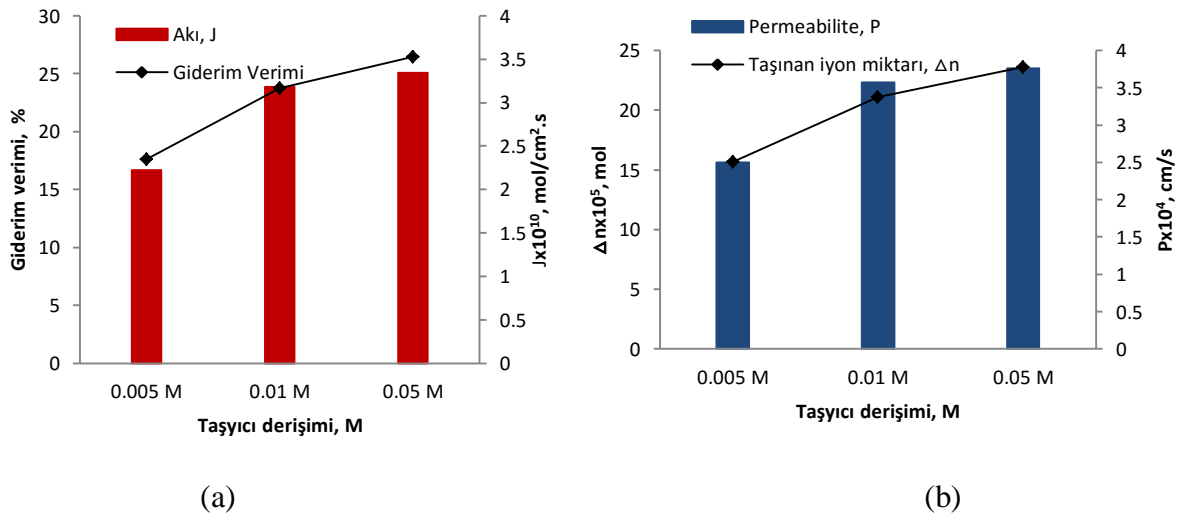 Akı, J
Giderim Verimi
Giderim verimi, %
30
25
20
15
10
5
0
4
3.5
3
2.5
2
1.5
1
0.5
0
Jx10¹⁰, mol/cm².s
0.005 M 0.01 M 0.05 M
Taşyıcı derişimi, M
(a)
Permeabilite, P
Taşınan iyon miktarı, Δn
Δnx10⁵, mol
25
20
15
10
5
0
4
3.5
3
2.5
2
1.5
1
0.5
0
Px10⁴, cm/s
0.005 M 0.01 M 0.05 M
Taşyıcı derişimi, M
(b)